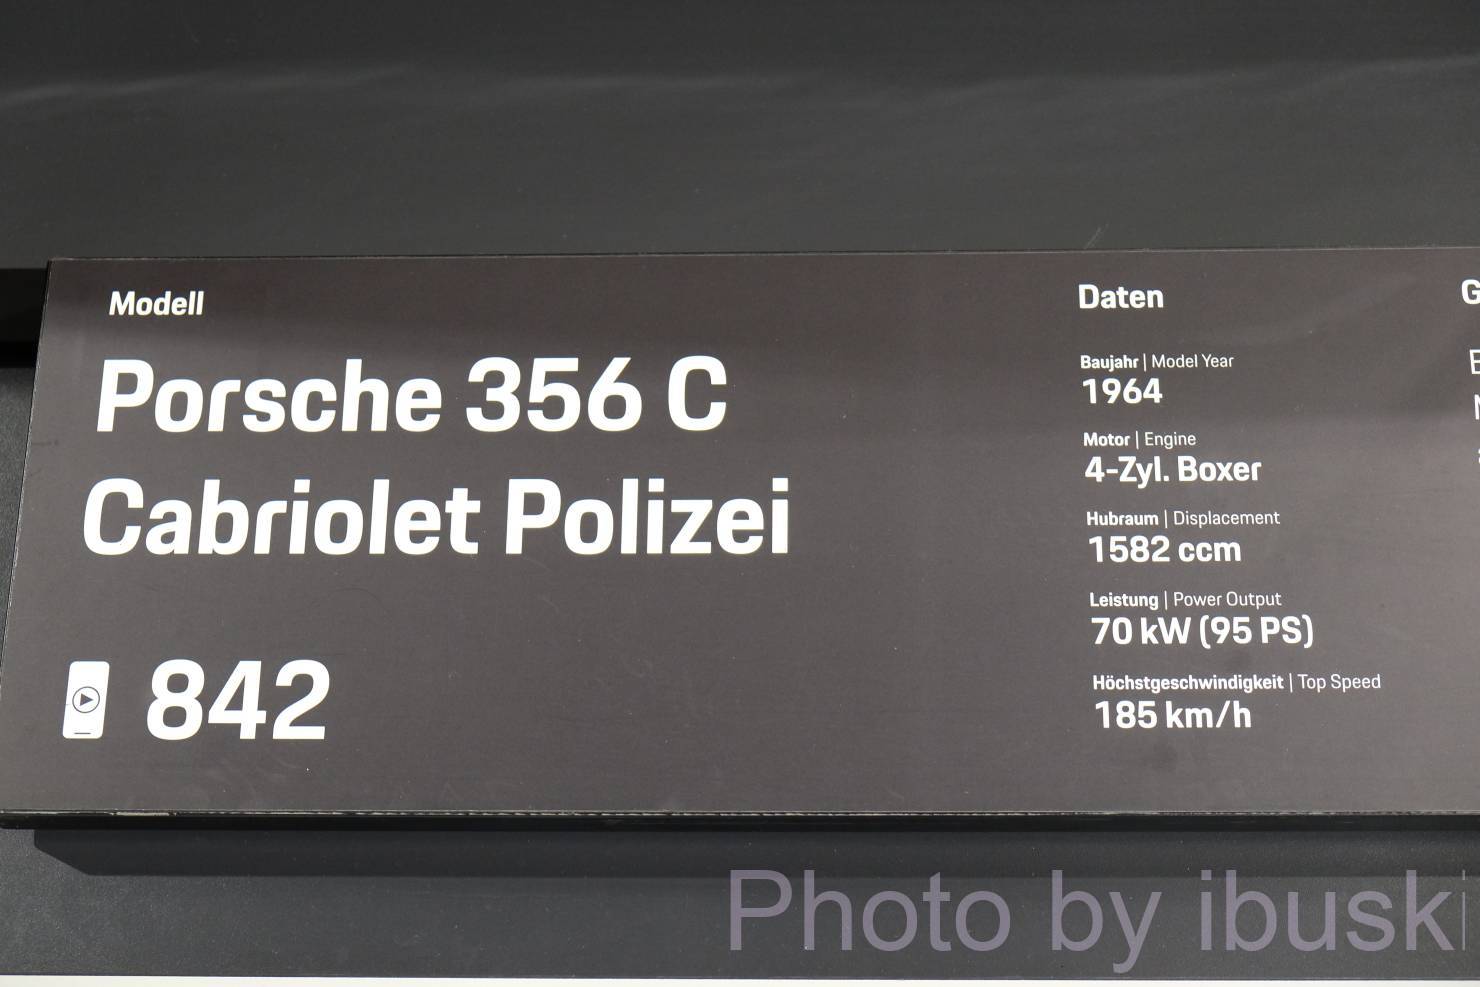 Modell
Porsche 356 C
Cabriolet Polizei
842
Daten
Baujahr | Model Year
1964
Motor | Engine
4-Zyl. Boxer
Hubraum | Displacement
1582 ccm
Leistung | Power Output
70 kW (95 PS)
Höchstgeschwindigkeit | Top Speed
185 km/h
Photo by ibuski